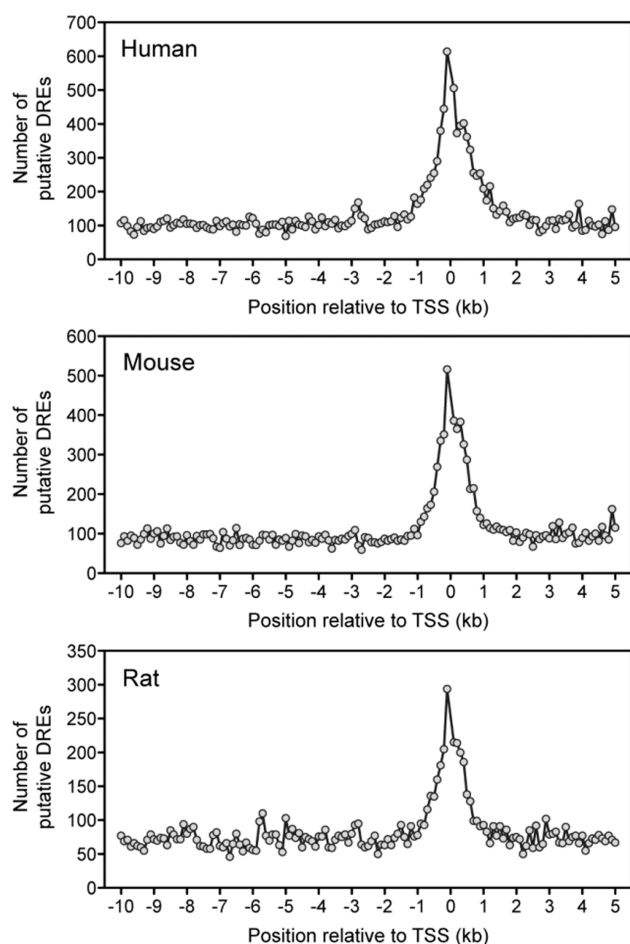 Human
Number of
putative DREs
700
600
500
400
300
200
100
0
-10 -9 -8 -7 -6 -5 -4 -3 -2 -1 0 1 2 3 4 5
Position relative to TSS (kb)
Mouse
Number of
putative DREs
600
500
400
300
200
100
0
-10 -9 -8 -7 -6 -5 -4 -3 -2 -1 0 1 2 3 4 5
Position relative to TSS (kb)
Rat
Number of
putative DREs
350
300
250
200
150
100
50
0
-10 -9 -8 -7 -6 -5 -4 -3 -2 -1 0 1 2 3 4 5
Position relative to TSS (kb)